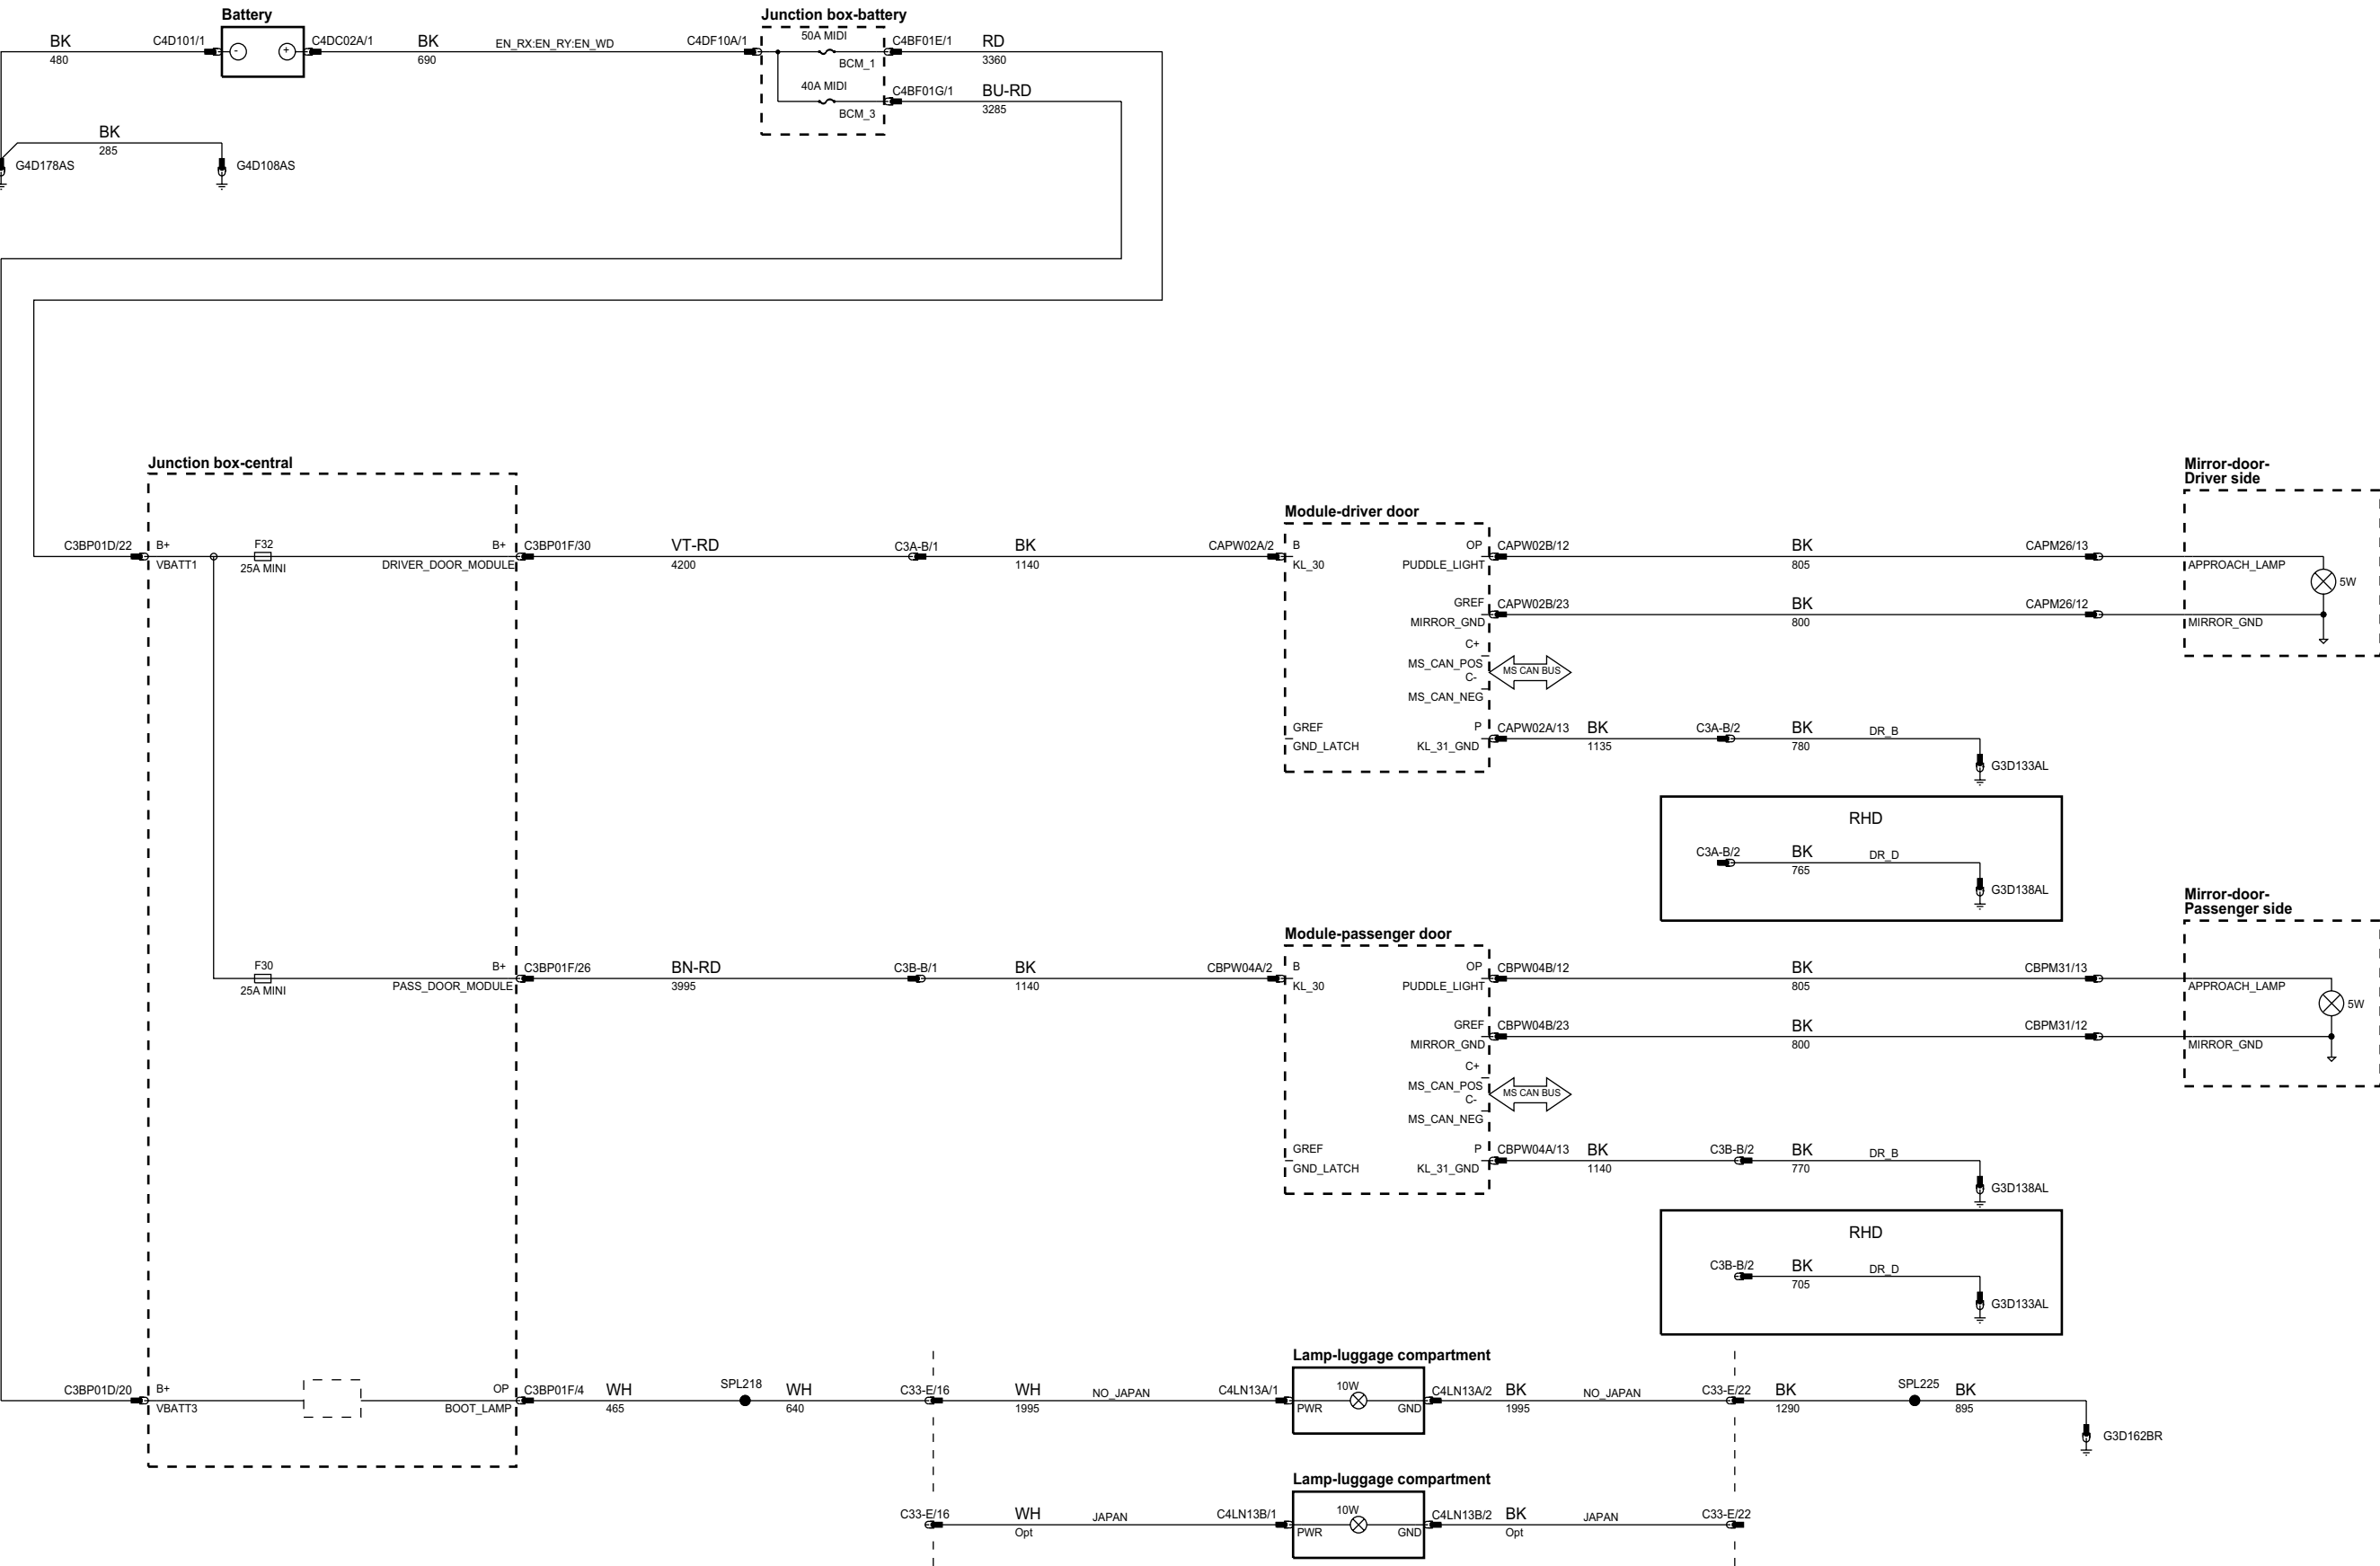 Battery
Junction box-battery
BK
480
C4D101/1
-
+
C4DC02A/1
BK
690
EN_RX:EN_RY:EN_WD
C4DF10A/1
50A MIDI
BCM_1
C4BF01E/1
RD
3360
40A MIDI
BCM_3
C4BF01G/1
BU-RD
3285
BK
285
G4D178AS
G4D108AS
Junction box-central
C3BP01D/22
B+
VBATT1
F32
25A MINI
B+
DRIVER_DOOR_MODULE
C3BP01F/30
VT-RD
4200
C3A-B/1
BK
1140
CAPW02A/2
Module-driver door
B
KL_30
OP
PUDDLE_LIGHT
CAPW02B/12
BK
805
CAPM26/13
Mirror-door-
Driver side
APPROACH_LAMP
5W
GREF
MIRROR_GND
CAPW02B/23
BK
800
CAPM26/12
MIRROR_GND
C+
MS_CAN_POS
C-
MS_CAN_NEG
MS CAN BUS
GREF
GND_LATCH
P
KL_31_GND
CAPW02A/13
BK
1135
C3A-B/2
BK
780
DR_B
G3D133AL
RHD
C3A-B/2
BK
765
DR_D
G3D138AL
F30
25A MINI
B+
PASS_DOOR_MODULE
C3BP01F/26
BN-RD
3995
C3B-B/1
BK
1140
CBPW04A/2
Module-passenger door
B
KL_30
OP
PUDDLE_LIGHT
CBPW04B/12
BK
805
CBPM31/13
Mirror-door-
Passenger side
APPROACH_LAMP
5W
GREF
MIRROR_GND
CBPW04B/23
BK
800
CBPM31/12
MIRROR_GND
C+
MS_CAN_POS
C-
MS_CAN_NEG
MS CAN BUS
GREF
GND_LATCH
P
KL_31_GND
CBPW04A/13
BK
1140
C3B-B/2
BK
770
DR_B
G3D138AL
RHD
C3B-B/2
BK
705
DR_D
G3D133AL
C3BP01D/20
B+
VBATT3
OP
BOOT_LAMP
C3BP01F/4
WH
465
SPL218
WH
640
C33-E/16
WH
1995
NO_JAPAN
C4LN13A/1
Lamp-luggage compartment
10W
PWR
GND
C4LN13A/2
BK
1995
NO_JAPAN
C33-E/22
BK
1290
SPL225
BK
895
G3D162BR
C33-E/16
WH
Opt
JAPAN
C4LN13B/1
Lamp-luggage compartment
10W
PWR
GND
C4LN13B/2
BK
Opt
JAPAN
C33-E/22